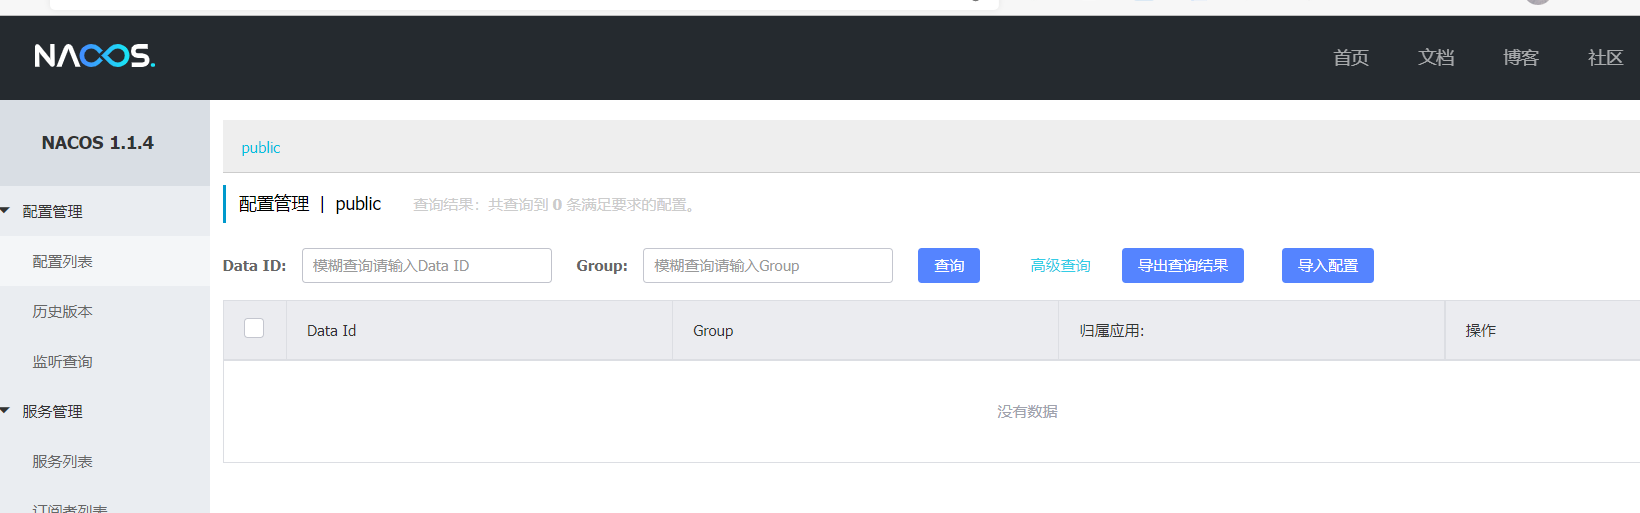 NACOS.
首页 文档 博客 社区
NACOS 1.1.4
public
配置管理
配置管理 | public 查询结果：共查询到 0 条满足要求的配置。
配置列表
Data ID: 模糊查询请输入Data ID Group: 模糊查询请输入Group 查询 高级查询 导出查询结果 导入配置
历史版本
Data Id Group 归属应用: 操作
监听查询
服务管理
没有数据
服务列表
订阅者列表